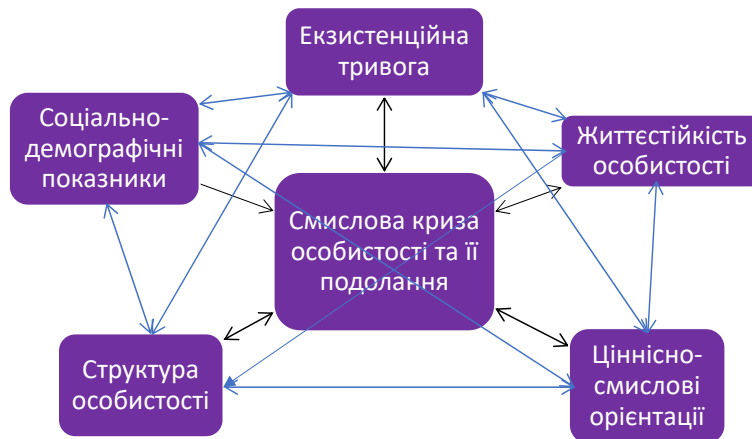 Екзистенційна
тривога
Соціально-
демографічні
показники
Життєстійкість
особистості
Смислова криза
особистості та її
подолання
Структура
особистості
Ціннісно-
смислові
орієнтації